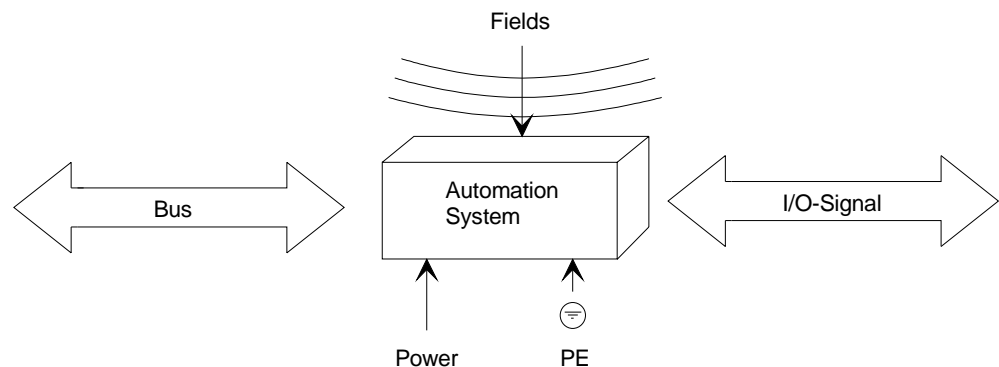 Fields
Automation
System
Bus
I/O-Signal
Power
PE